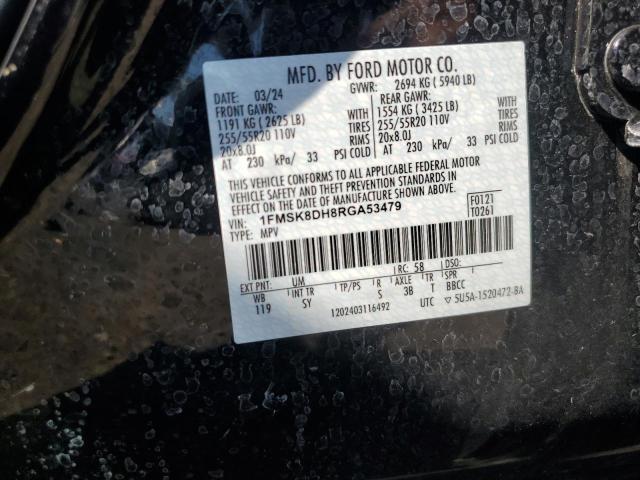 MFD. BY FORD MOTOR CO.
DATE: 03/24 GVWR: 2694 KG (5940 LB)
FRONT GAWR: REAR GAWR:
1191 KG (2625 LB) WITH 1554 KG (3425 LB) WITH
255/55R20 110V TIRES 255/55R20 110V TIRES
20x8.0J RIMS 20x8.0J RIMS
AT 230 kPa/ 33 PSI COLD AT 230 kPa/ 33 PSI COLD
THIS VEHICLE CONFORMS TO ALL APPLICABLE FEDERAL MOTOR
VEHICLE SAFETY AND THEFT PREVENTION STANDARDS IN
EFFECT ON THE DATE OF MANUFACTURE SHOWN ABOVE.
VIN: 1FMSK8DH8RGA53479 F0121
TYPE: MPV T0261
EXT PNT: UM RC: 58 DSO:
WB INT TR TP/PS R AXLE TR SPR
119 SY S 3B T BBCC
1202403116492 UTC ▽ 5U5A-1520472-BA